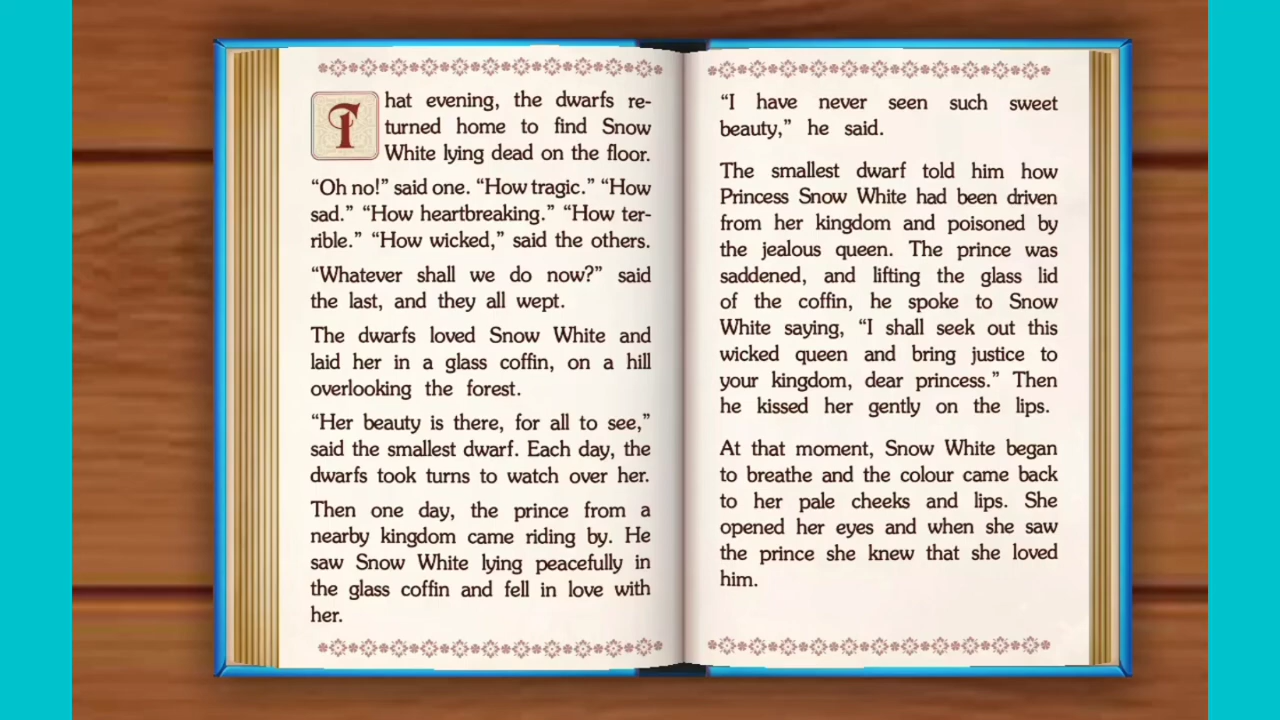 That evening, the dwarfs re-
turned home to find Snow
White lying dead on the floor.
“Oh no!” said one. “How tragic.” “How
sad.” “How heartbreaking.” “How ter-
rible.” “How wicked,” said the others.
“Whatever shall we do now?” said
the last, and they all wept.
The dwarfs loved Snow White and
laid her in a glass coffin, on a hill
overlooking the forest.
“Her beauty is there, for all to see,”
said the smallest dwarf. Each day, the
dwarfs took turns to watch over her.
Then one day, the prince from a
nearby kingdom came riding by. He
saw Snow White lying peacefully in
the glass coffin and fell in love with
her.
“I have never seen such sweet
beauty,” he said.
The smallest dwarf told him how
Princess Snow White had been driven
from her kingdom and poisoned by
the jealous queen. The prince was
saddened, and lifting the glass lid
of the coffin, he spoke to Snow
White saying, “I shall seek out this
wicked queen and bring justice to
your kingdom, dear princess.” Then
he kissed her gently on the lips.
At that moment, Snow White began
to breathe and the colour came back
to her pale cheeks and lips. She
opened her eyes and when she saw
the prince she knew that she loved
him.